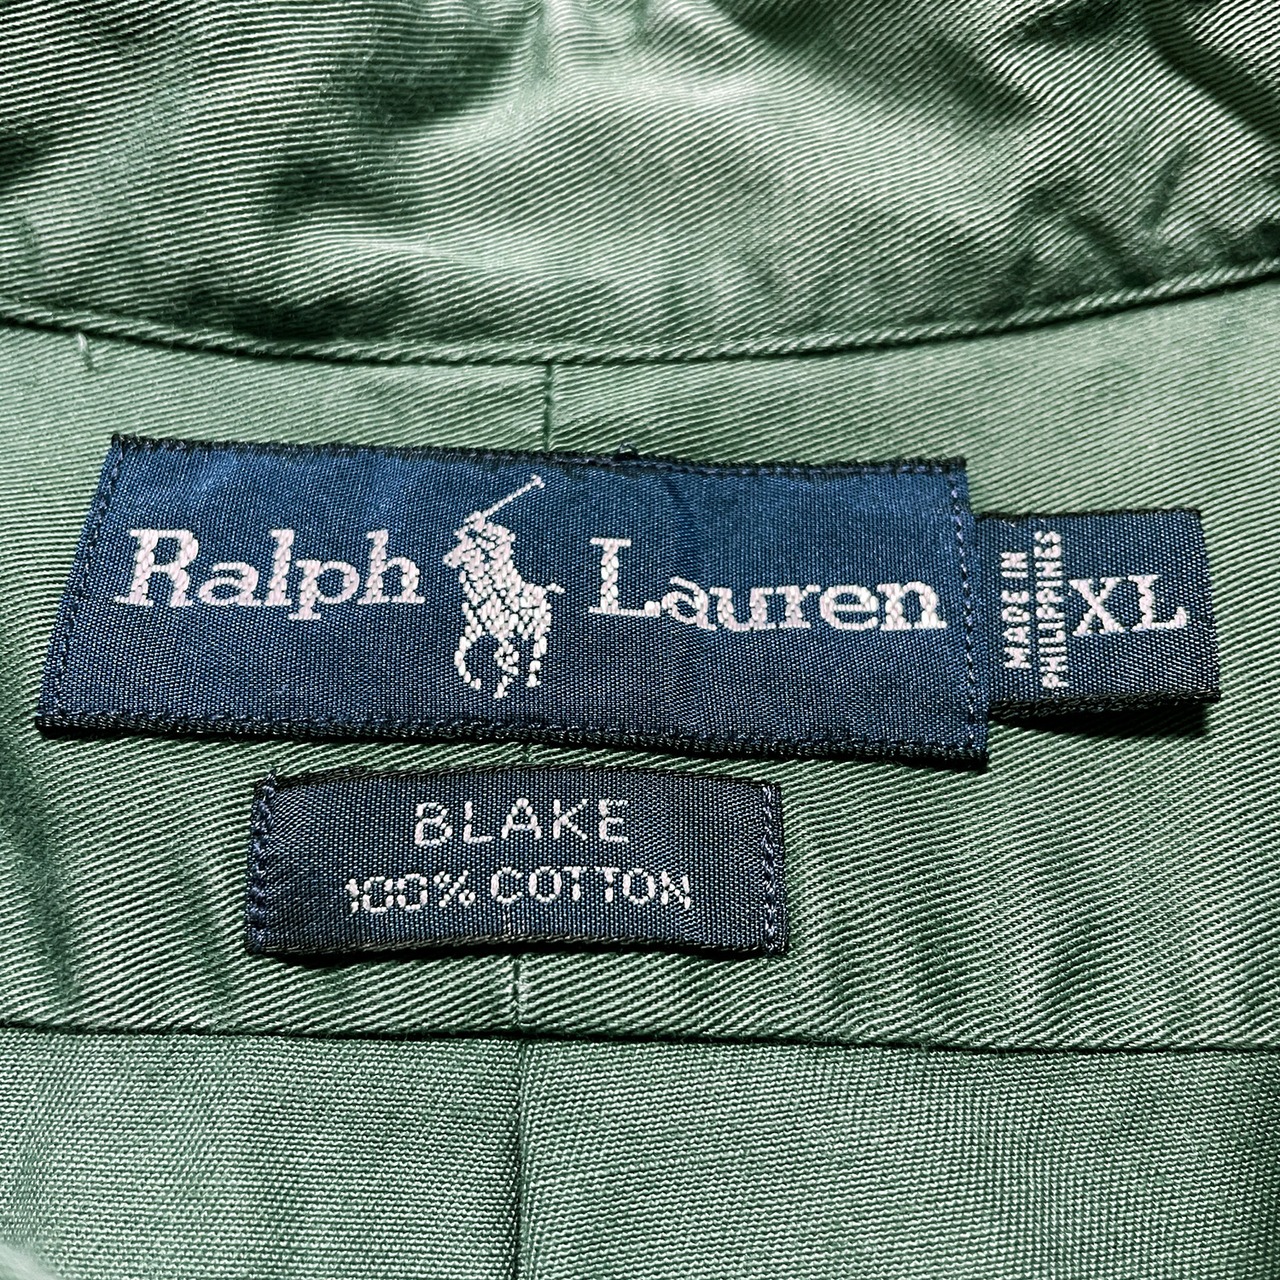 Ralph Lauren
MADE IN
PHILIPPINES
XL
BLAKE
100% COTTON